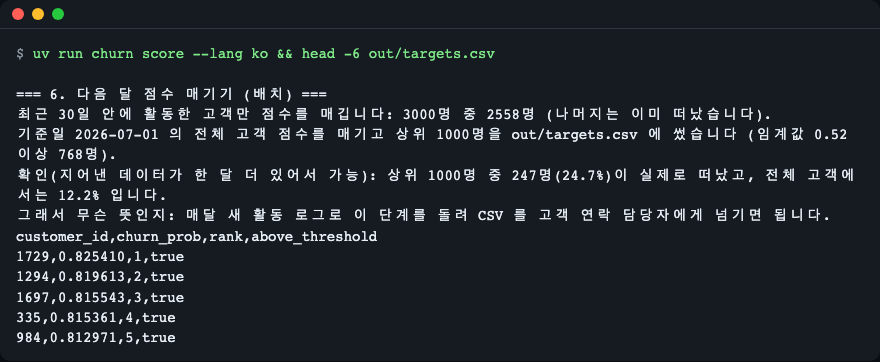 $ uv run churn score --lang ko && head -6 out/targets.csv
=== 6. 다음 달 점수 매기기 (배치) ===
최근 30일 안에 활동한 고객만 점수를 매깁니다: 3000명 중 2558명 (나머지는 이미 떠났습니다).
기준일 2026-07-01 의 전체 고객 점수를 매기고 상위 1000명을 out/targets.csv 에 썼습니다 (임계값 0.52
이상 768명).
확인(지어낸 데이터가 한 달 더 있어서 가능): 상위 1000명 중 247명(24.7%)이 실제로 떠났고, 전체 고객에
서는 12.2% 입니다.
그래서 무슨 뜻인지: 매달 새 활동 로그로 이 단계를 돌려 CSV 를 고객 연락 담당자에게 넘기면 됩니다.
customer_id,churn_prob,rank,above_threshold
1729,0.825410,1,true
1294,0.819613,2,true
1697,0.815543,3,true
335,0.815361,4,true
984,0.812971,5,true